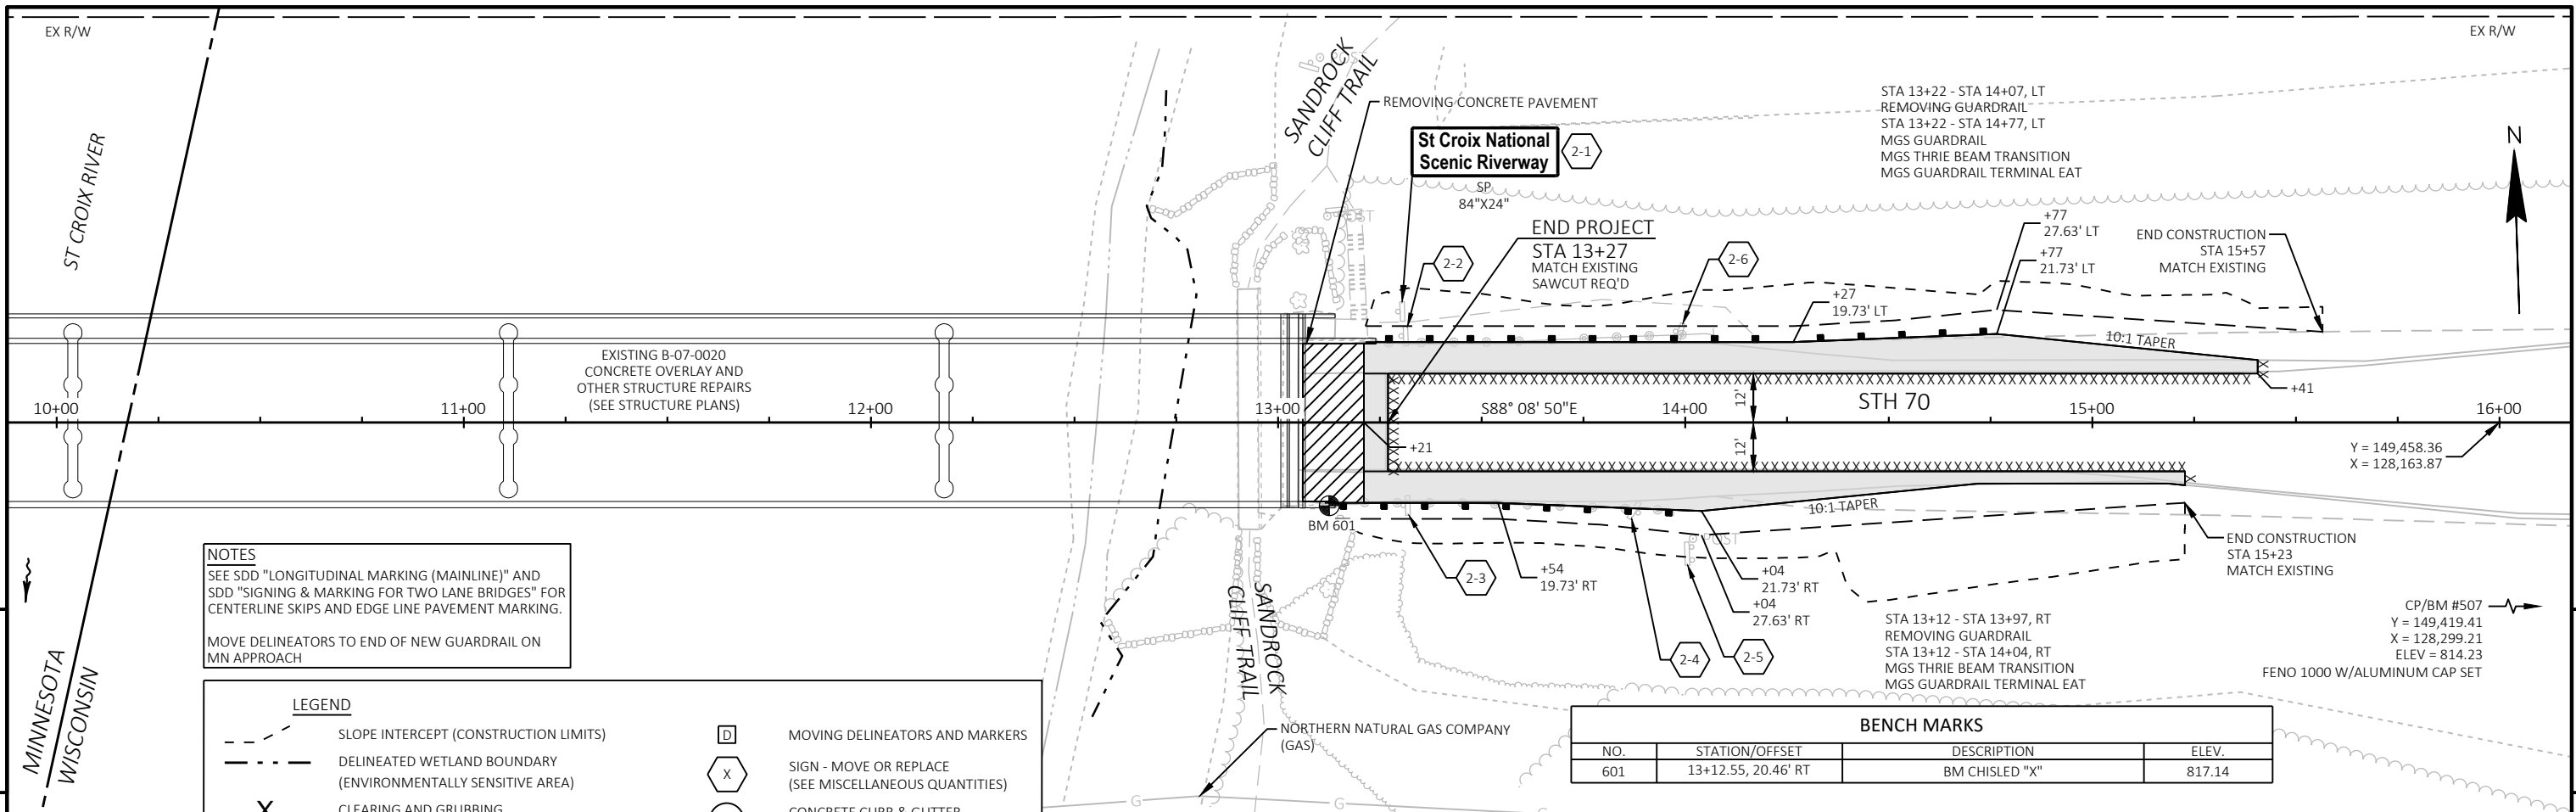 EX R/W
EX R/W
ST CROIX RIVER
SANDROCK
CLIFF TRAIL
POST
REMOVING CONCRETE PAVEMENT
St Croix National
Scenic Riverway
2-1
SP
84"X24"
STA 13+22 - STA 14+07, LT
REMOVING GUARDRAIL
STA 13+22 - STA 14+77, LT
MGS GUARDRAIL
MGS THRIE BEAM TRANSITION
MGS GUARDRAIL TERMINAL EAT
N
POST
END PROJECT
STA 13+27
MATCH EXISTING
SAWCUT REQ'D
2-2
2-6
+77
27.63' LT
+77
21.73' LT
END CONSTRUCTION
STA 15+57
MATCH EXISTING
+27
19.73' LT
10:1 TAPER
EXISTING B-07-0020
CONCRETE OVERLAY AND
OTHER STRUCTURE REPAIRS
(SEE STRUCTURE PLANS)
+41
10+00
11+00
12+00
13+00
S88° 08' 50"E
14+00
12'
STH 70
15+00
16+00
+21
12'
Y = 149,458.36
X = 128,163.87
10:1 TAPER
BM 601
POST
END CONSTRUCTION
STA 15+23
MATCH EXISTING
2-3
+54
19.73' RT
+04
21.73' RT
+04
27.63' RT
2-4
2-5
NOTES
SEE SDD "LONGITUDINAL MARKING (MAINLINE)" AND
SDD "SIGNING & MARKING FOR TWO LANE BRIDGES" FOR
CENTERLINE SKIPS AND EDGE LINE PAVEMENT MARKING.
MOVE DELINEATORS TO END OF NEW GUARDRAIL ON
MN APPROACH
SANDROCK
CLIFF TRAIL
STA 13+12 - STA 13+97, RT
REMOVING GUARDRAIL
STA 13+12 - STA 14+04, RT
MGS THRIE BEAM TRANSITION
MGS GUARDRAIL TERMINAL EAT
CP/BM #507
Y = 149,419.41
X = 128,299.21
ELEV = 814.23
FENO 1000 W/ALUMINUM CAP SET
MINNESOTA
WISCONSIN
LEGEND
SLOPE INTERCEPT (CONSTRUCTION LIMITS)
D MOVING DELINEATORS AND MARKERS
DELINEATED WETLAND BOUNDARY
(ENVIRONMENTALLY SENSITIVE AREA)
X SIGN - MOVE OR REPLACE
(SEE MISCELLANEOUS QUANTITIES)
X CLEARING AND GRUBBING
CONCRETE CURB & GUTTER
NORTHERN NATURAL GAS COMPANY
(GAS)
G
G
BENCH MARKS
NO. STATION/OFFSET DESCRIPTION ELEV.
601 13+12.55, 20.46' RT BM CHISLED "X" 817.14